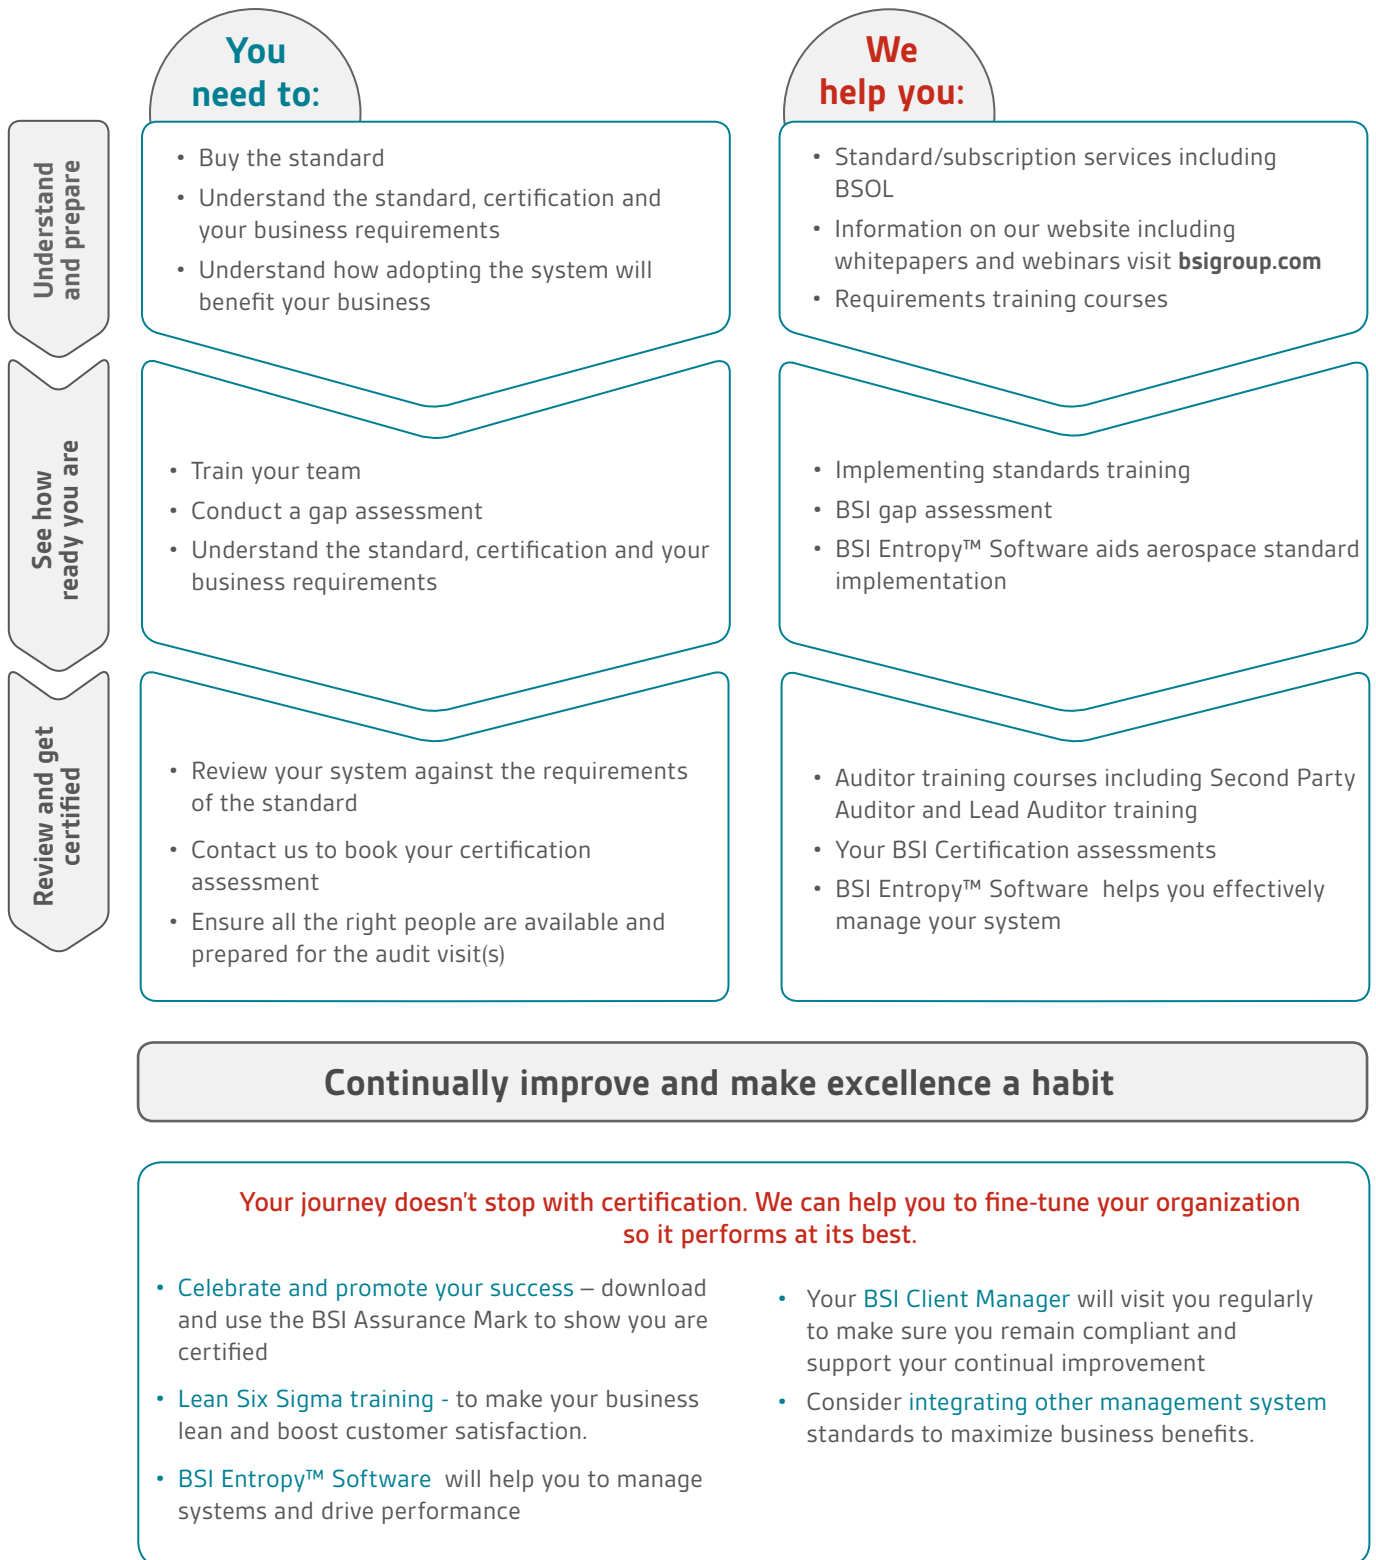 You
need to:
We
help you:
Understand
and prepare
• Buy the standard
• Understand the standard, certification and
your business requirements
• Understand how adopting the system will
benefit your business
• Standard/subscription services including
BSOL
• Information on our website including
whitepapers and webinars visit bsigroup.com
• Requirements training courses
See how
ready you are
• Train your team
• Conduct a gap assessment
• Understand the standard, certification and your
business requirements
• Implementing standards training
• BSI gap assessment
• BSI Entropy™ Software aids aerospace standard
implementation
Review and get
certified
• Review your system against the requirements
of the standard
• Contact us to book your certification
assessment
• Ensure all the right people are available and
prepared for the audit visit(s)
• Auditor training courses including Second Party
Auditor and Lead Auditor training
• Your BSI Certification assessments
• BSI Entropy™ Software helps you effectively
manage your system
Continually improve and make excellence a habit
Your journey doesn't stop with certification. We can help you to fine-tune your organization
so it performs at its best.
• Celebrate and promote your success – download
and use the BSI Assurance Mark to show you are
certified
• Lean Six Sigma training - to make your business
lean and boost customer satisfaction.
• BSI Entropy™ Software will help you to manage
systems and drive performance
• Your BSI Client Manager will visit you regularly
to make sure you remain compliant and
support your continual improvement
• Consider integrating other management system
standards to maximize business benefits.